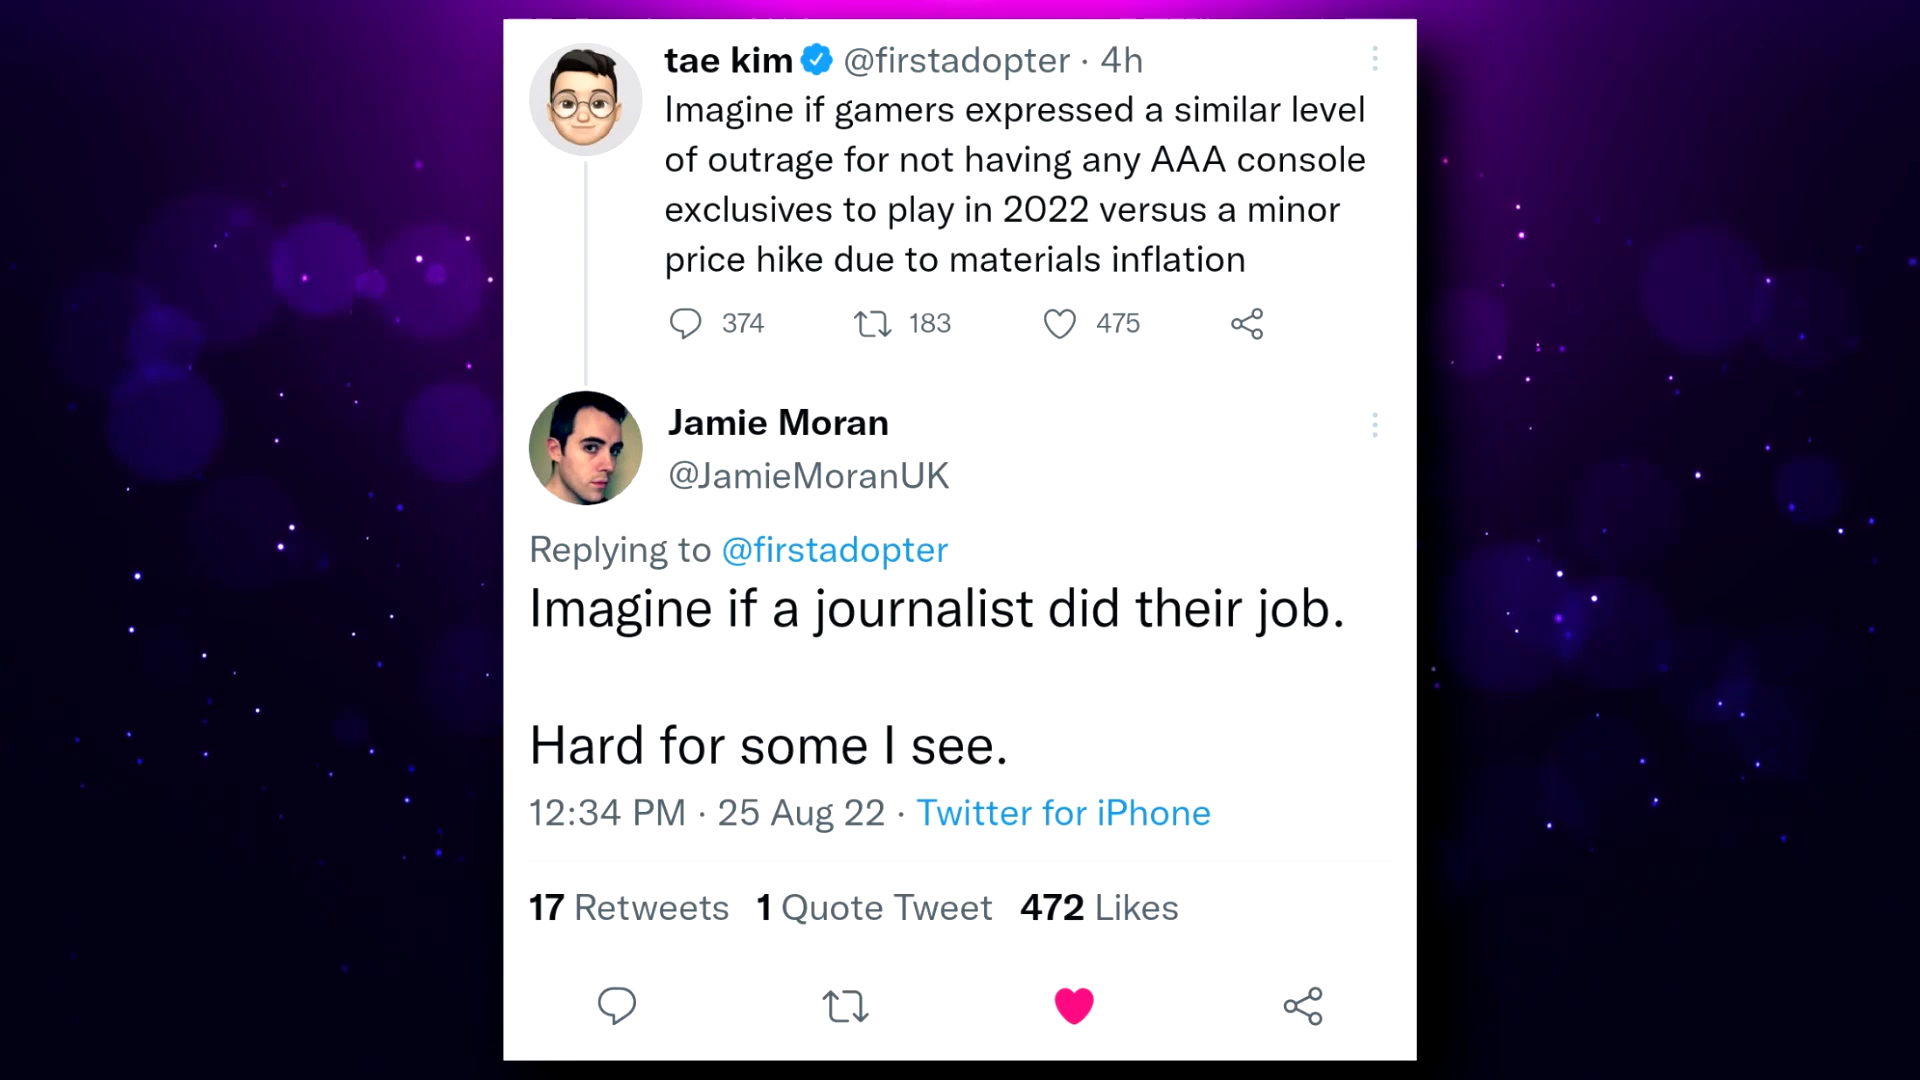 tae kim @firstadopter · 4h
Imagine if gamers expressed a similar level
of outrage for not having any AAA console
exclusives to play in 2022 versus a minor
price hike due to materials inflation
374 183 475
Jamie Moran
@JamieMoranUK
Replying to @firstadopter
Imagine if a journalist did their job.
Hard for some I see.
12:34 PM · 25 Aug 22 · Twitter for iPhone
17 Retweets 1 Quote Tweet 472 Likes